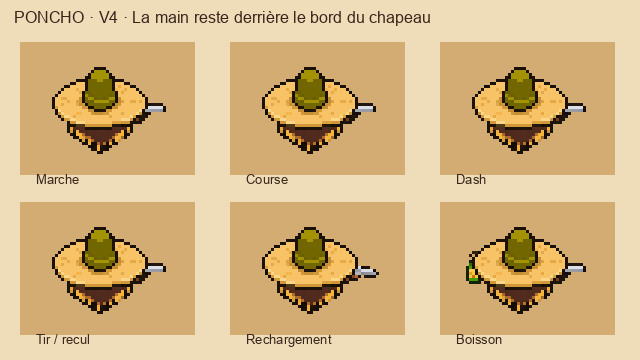 PONCHO · V4 · La main reste derrière le bord du chapeau
Marche
Course
Dash
Tir / recul
Rechargement
Boisson